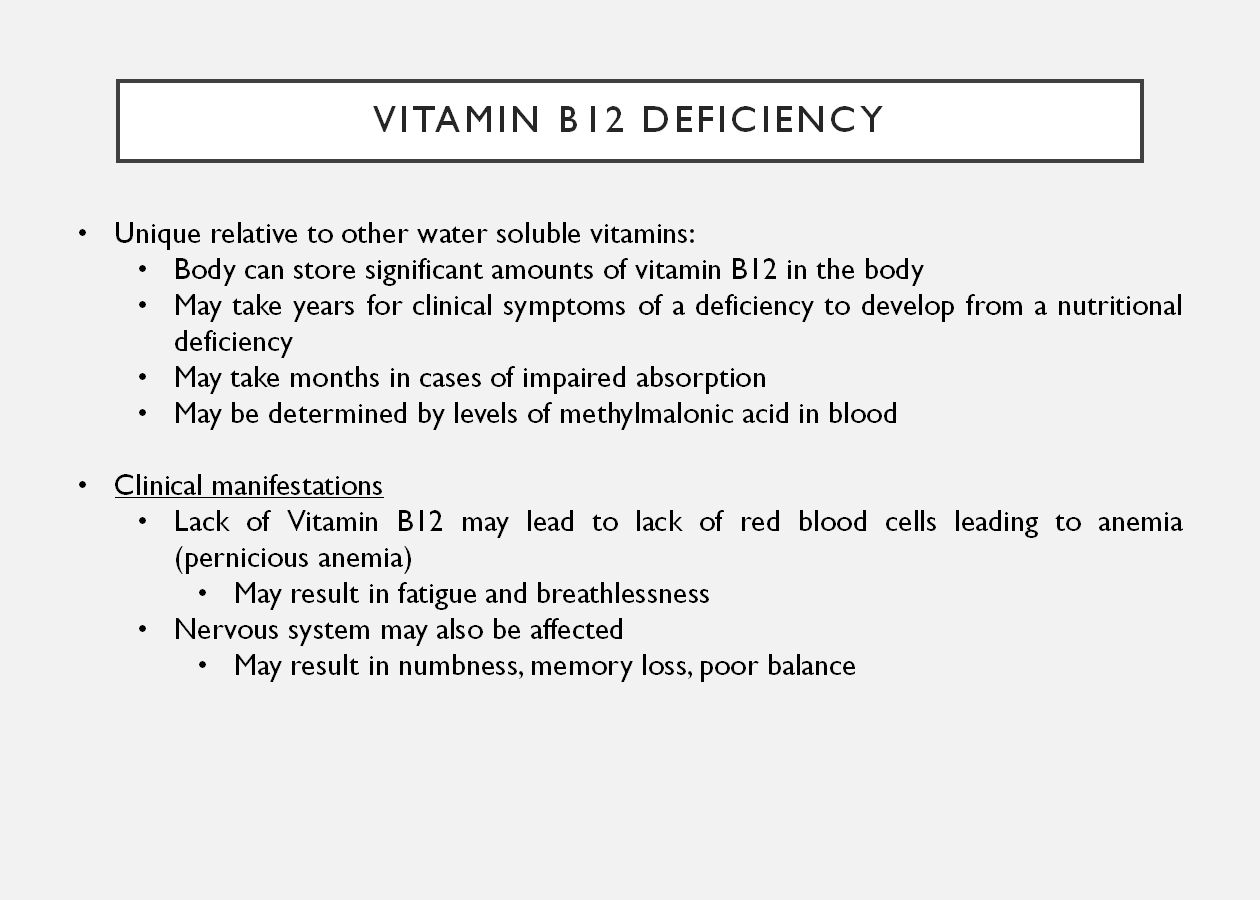 VITAMIN B12 DEFICIENCY
• Unique relative to other water soluble vitamins:
• Body can store significant amounts of vitamin B12 in the body
• May take years for clinical symptoms of a deficiency to develop from a nutritional
deficiency
• May take months in cases of impaired absorption
• May be determined by levels of methylmalonic acid in blood
• Clinical manifestations
• Lack of Vitamin B12 may lead to lack of red blood cells leading to anemia
(pernicious anemia)
• May result in fatigue and breathlessness
• Nervous system may also be affected
• May result in numbness, memory loss, poor balance